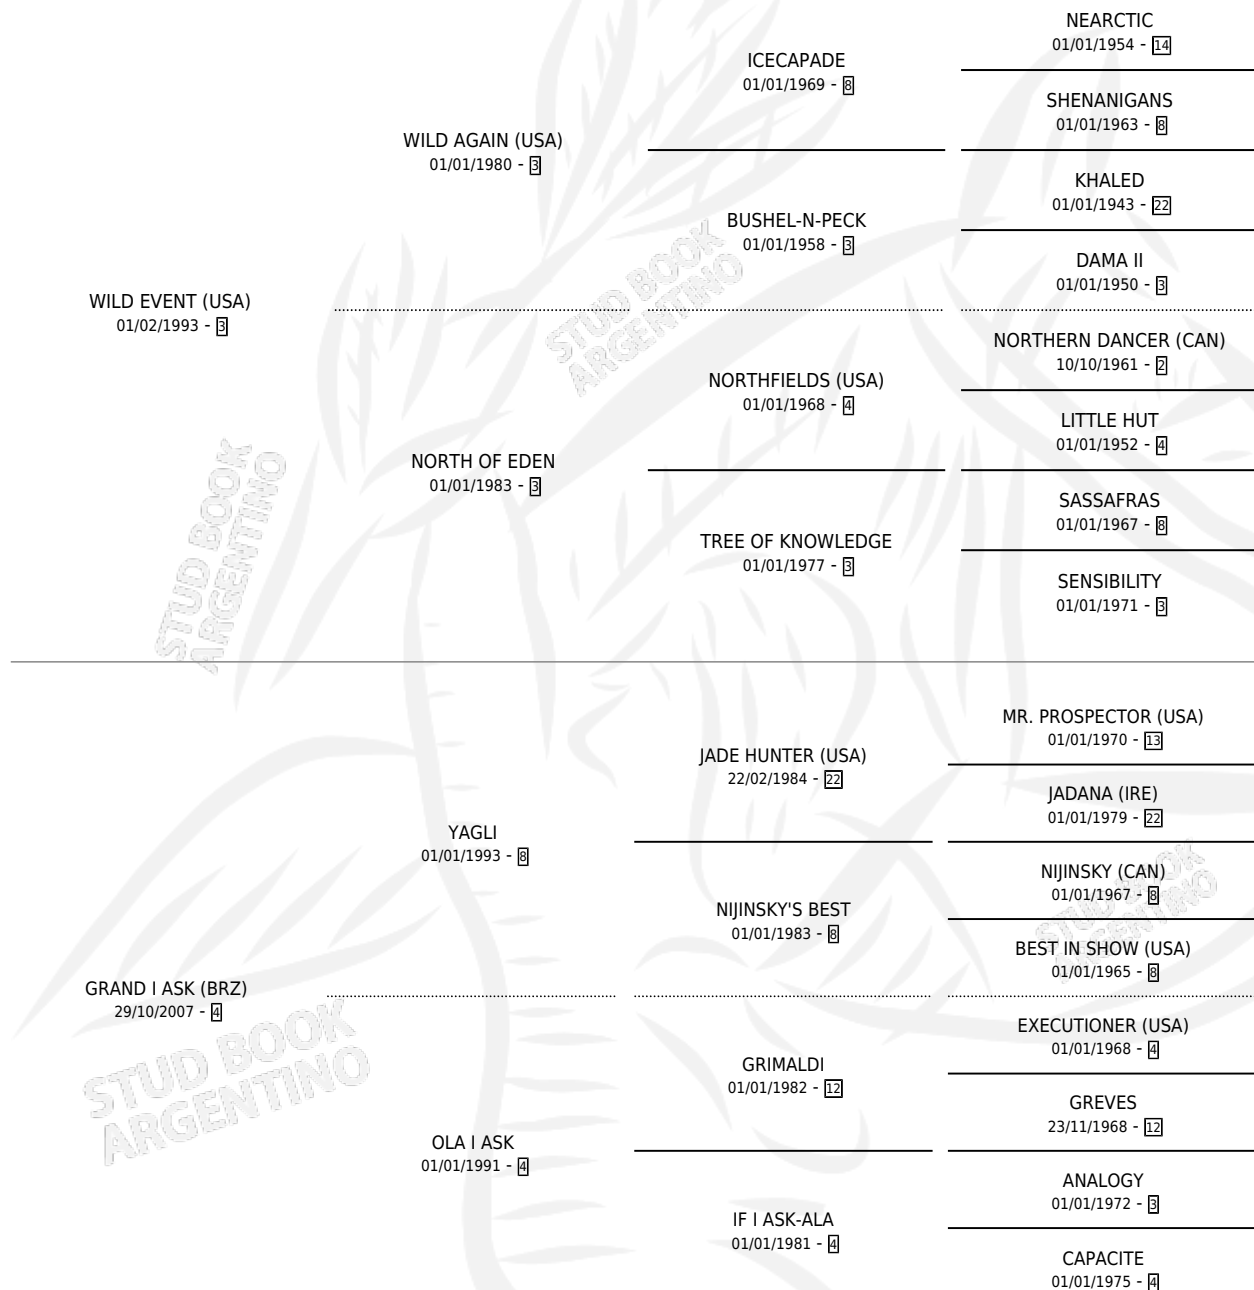 NEARCTIC
01/01/1954 - 14
ICECAPADE
01/01/1969 - 8
SHENANIGANS
01/01/1963 - 8
WILD AGAIN (USA)
01/01/1980 - 3
KHALED
01/01/1943 - 22
BUSHEL-N-PECK
01/01/1958 - 3
DAMA II
01/01/1950 - 3
WILD EVENT (USA)
01/02/1993 - 3
STUD BOOK
ARGENTINO
NORTHERN DANCER (CAN)
10/10/1961 - 2
NORTHFIELDS (USA)
01/01/1968 - 4
LITTLE HUT
01/01/1952 - 4
NORTH OF EDEN
01/01/1983 - 3
SASSAFRAS
01/01/1967 - 8
TREE OF KNOWLEDGE
01/01/1977 - 3
SENSIBILITY
01/01/1971 - 3
STUD BOOK
ARGENTINO
MR. PROSPECTOR (USA)
01/01/1970 - 13
JADE HUNTER (USA)
22/02/1984 - 22
JADANA (IRE)
01/01/1979 - 22
YAGLI
01/01/1993 - 8
NIJINSKY (CAN)
01/01/1967 - 8
NIJINSKY'S BEST
01/01/1983 - 8
STUD BOOK
ARGENTINO
BEST IN SHOW (USA)
01/01/1965 - 8
GRAND I ASK (BRZ)
29/10/2007 - 4
EXECUTIONER (USA)
01/01/1968 - 4
GRIMALDI
01/01/1982 - 12
GREVES
23/11/1968 - 12
STUD BOOK
ARGENTINO
OLA I ASK
01/01/1991 - 4
ANALOGY
01/01/1972 - 3
IF I ASK-ALA
01/01/1981 - 4
CAPACITE
01/01/1975 - 4